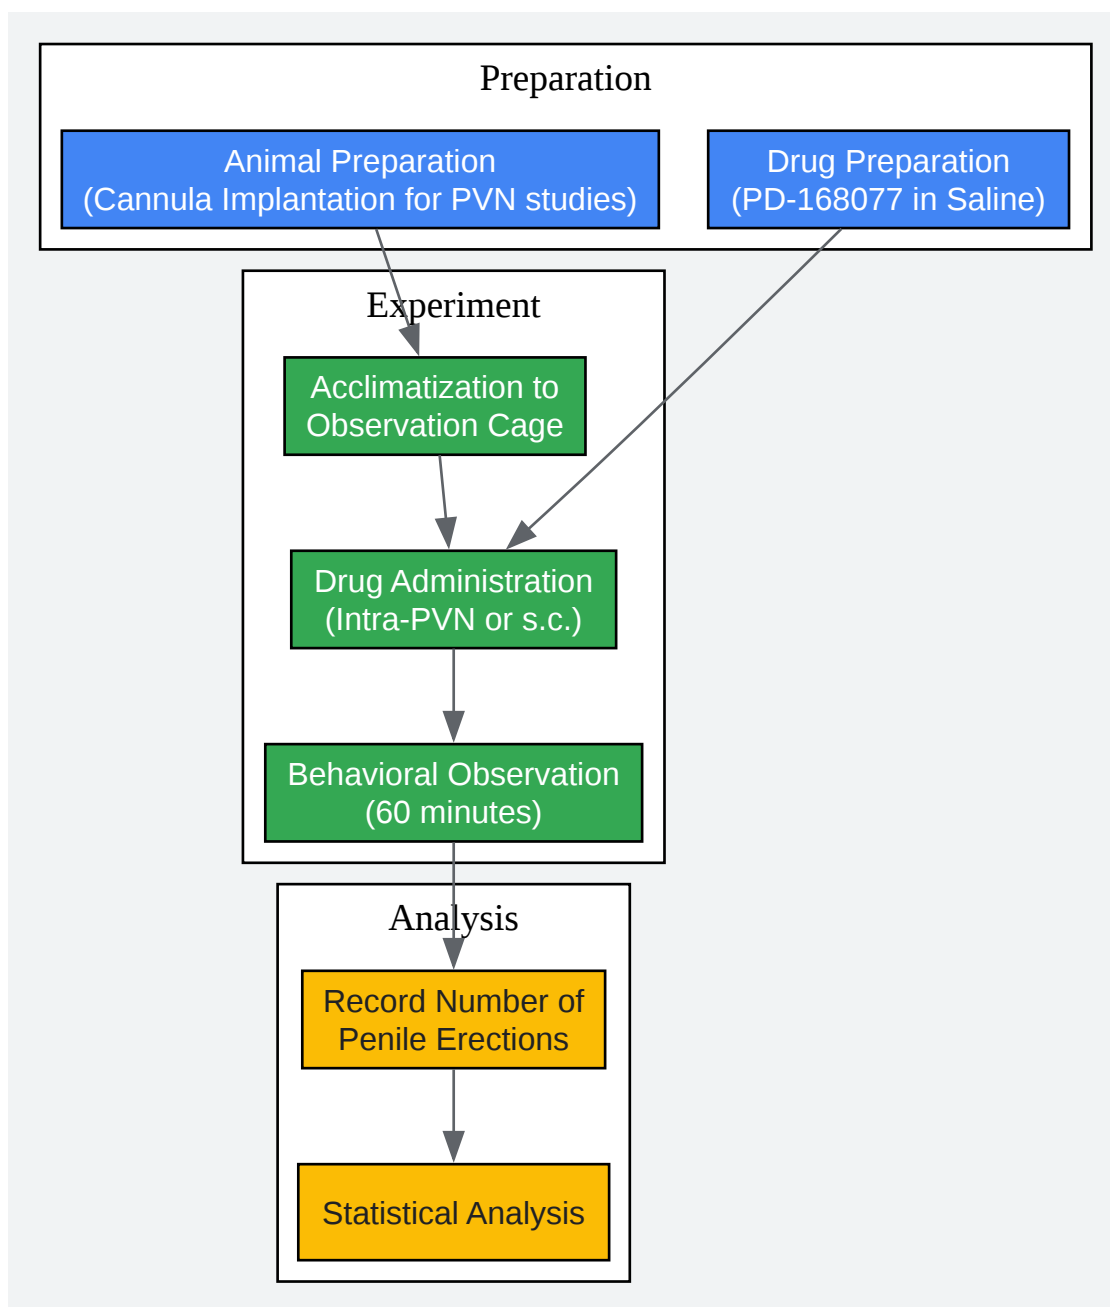 Preparation
Animal Preparation
(Cannula Implantation for PVN studies)
Drug Preparation
(PD-168077 in Saline)
Experiment
Acclimatization to
Observation Cage
Drug Administration
(Intra-PVN or s.c.)
Behavioral Observation
(60 minutes)
Analysis
Record Number of
Penile Erections
Statistical Analysis